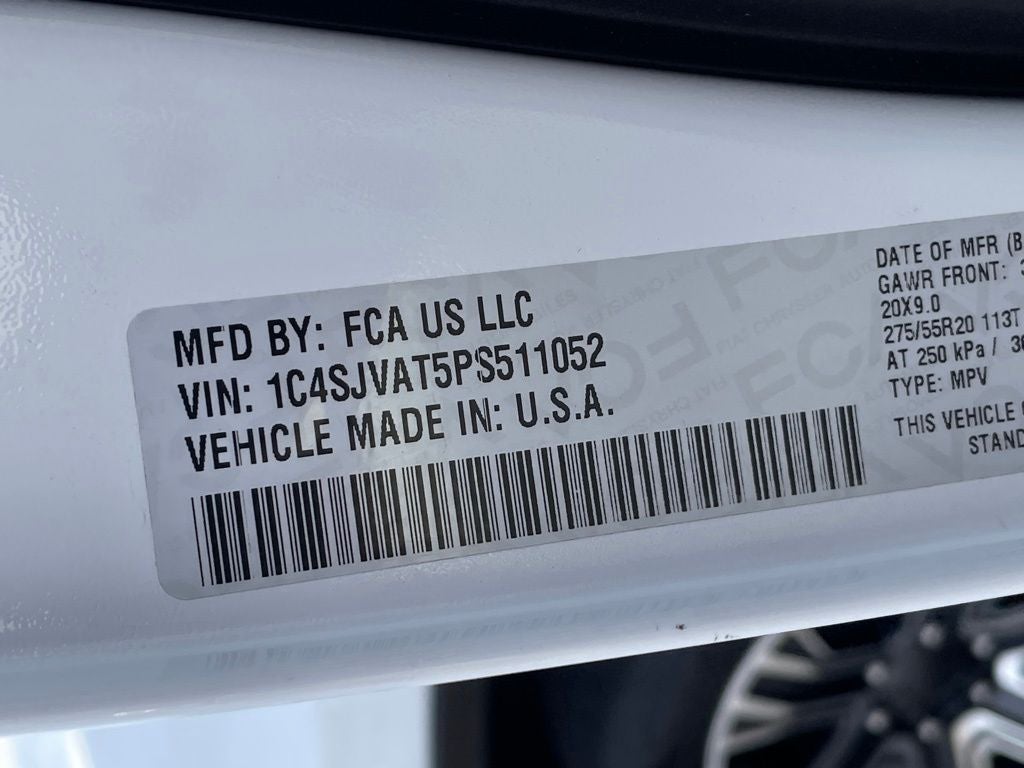 MFD BY: FCA US LLC
VIN: 1C4SJVAT5PS511052
VEHICLE MADE IN: U.S.A.
DATE OF MFR
GAWR FRONT:
20X9.0
275/55R20 113T
AT 250 kPa /
TYPE: MPV
THIS VEHICLE